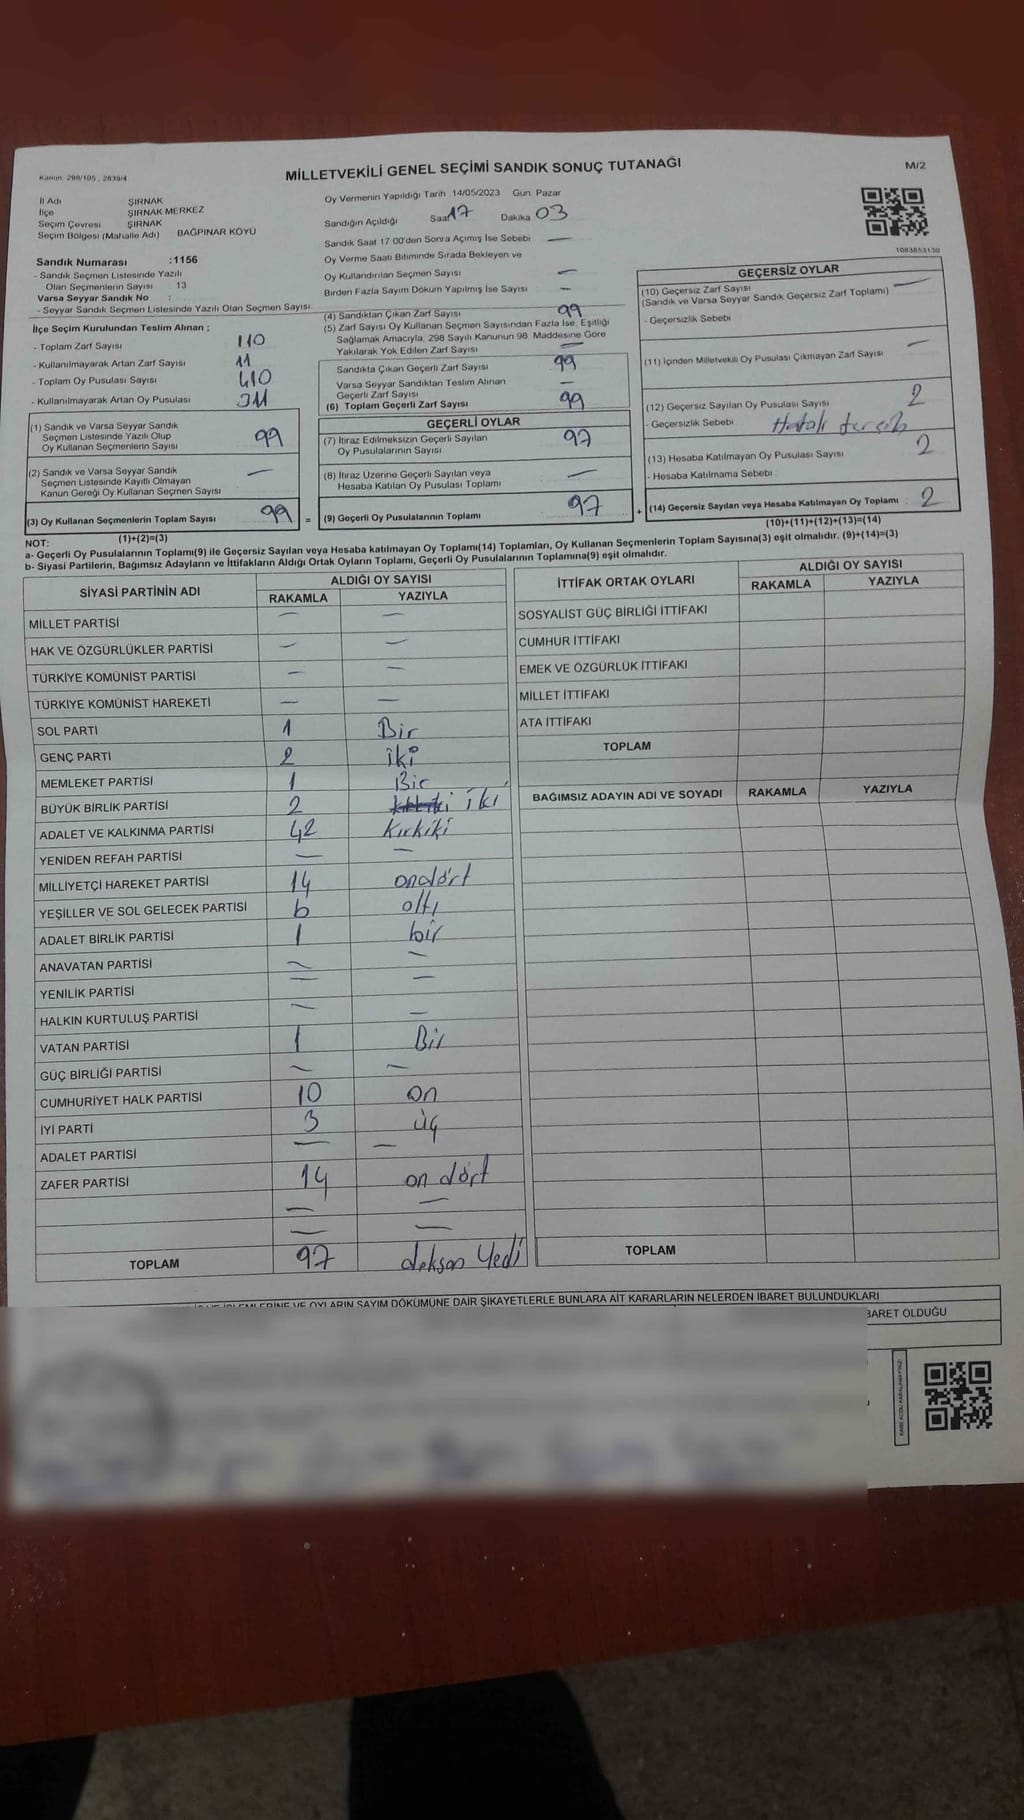 Kanun: 298/105, 2839/4
MİLLETVEKİLİ GENEL SEÇİMİ SANDIK SONUÇ TUTANAĞI
M/2
İl Adı ŞIRNAK
İlçe ŞIRNAK MERKEZ
Seçim Çevresi ŞIRNAK
Seçim Bölgesi (Mahalle Adı) BAĞPINAR KÖYÜ
Sandık Numarası :1156
- Sandık Seçmen Listesinde Yazılı
Olan Seçmenlerin Sayısı : 13
Varsa Seyyar Sandık No :
- Seyyar Sandık Seçmen Listesinde Yazılı Olan Seçmen Sayısı:
İlçe Seçim Kurulundan Teslim Alınan ;
- Toplam Zarf Sayısı 110
- Kullanılmayarak Artan Zarf Sayısı 11
- Toplam Oy Pusulası Sayısı 410
- Kullanılmayarak Artan Oy Pusulası 311
(1) Sandık ve Varsa Seyyar Sandık
Seçmen Listesinde Yazılı Olup
Oy Kullanan Seçmenlerin Sayısı 99
(2) Sandık ve Varsa Seyyar Sandık
Seçmen Listesinde Kayıtlı Olmayan
Kanun Gereği Oy Kullanan Seçmen Sayısı —
(3) Oy Kullanan Seçmenlerin Toplam Sayısı 99 =
(1)+(2)=(3)
Oy Vermenin Yapıldığı Tarih 14/05/2023 Gün: Pazar
Sandığın Açıldığı Saat 17 Dakika 03
Sandık Saat 17 00'den Sonra Açımış İse Sebebi —
Oy Verme Saati Bitiminde Sırada Bekleyen ve
Oy Kullandırılan Seçmen Sayısı —
Birden Fazla Sayım Döküm Yapılmış İse Sayısı —
(4) Sandıktan Çıkan Zarf Sayısı 99
(5) Zarf Sayısı Oy Kullanan Seçmen Sayısından Fazla İse, Eşitliği
Sağlamak Amacıyla, 298 Sayılı Kanunun 98. Maddesine Göre
Yakılarak Yok Edilen Zarf Sayısı —
Sandıkta Çıkan Geçerli Zarf Sayısı 99
Varsa Seyyar Sandıktan Teslim Alınan
Geçerli Zarf Sayısı —
(6) Toplam Geçerli Zarf Sayısı 99
GEÇERLİ OYLAR
(7) İtiraz Edilmeksizin Geçerli Sayılan
Oy Pusulalarının Sayısı 97
(8) İtiraz Üzerine Geçerli Sayılan veya
Hesaba Katılan Oy Pusulası Toplamı —
(9) Geçerli Oy Pusulalarının Toplamı 97 +
1083653130
GEÇERSİZ OYLAR
(10) Geçersiz Zarf Sayısı —
(Sandık ve Varsa Seyyar Sandık Geçersiz Zarf Toplamı)
- Geçersizlik Sebebi
(11) İçinden Milletvekili Oy Pusulası Çıkmayan Zarf Sayısı —
(12) Geçersiz Sayılan Oy Pusulası Sayısı 2
- Geçersizlik Sebebi Hatalı tercih
(13) Hesaba Katılmayan Oy Pusulası Sayısı 2
- Hesaba Katılmama Sebebi
(14) Geçersiz Sayılan veya Hesaba Katılmayan Oy Toplamı 2
(10)+(11)+(12)+(13)=(14)
NOT:
a- Geçerli Oy Pusulalarının Toplamı(9) ile Geçersiz Sayılan veya Hesaba katılmayan Oy Toplamı(14) Toplamları, Oy Kullanan Seçmenlerin Toplam Sayısına(3) eşit olmalıdır. (9)+(14)=(3)
b- Siyasi Partilerin, Bağımsız Adayların ve İttifakların Aldığı Ortak Oyların Toplamı, Geçerli Oy Pusulalarının Toplamına(9) eşit olmalıdır.
SİYASİ PARTİNİN ADI ALDIĞI OY SAYISI
RAKAMLA YAZIYLA
MİLLET PARTİSİ — —
HAK VE ÖZGÜRLÜKLER PARTİSİ — —
TÜRKİYE KOMÜNİST PARTİSİ — —
TÜRKİYE KOMÜNİST HAREKETİ — —
SOL PARTİ 1 Bir
GENÇ PARTİ 2 iki
MEMLEKET PARTİSİ 1 Bir
BÜYÜK BİRLİK PARTİSİ 2 iki
ADALET VE KALKINMA PARTİSİ 42 Kırkiki
YENİDEN REFAH PARTİSİ — —
MİLLİYETÇİ HAREKET PARTİSİ 14 ondört
YEŞİLLER VE SOL GELECEK PARTİSİ 6 altı
ADALET BİRLİK PARTİSİ 1 bir
ANAVATAN PARTİSİ — —
YENİLİK PARTİSİ — —
HALKIN KURTULUŞ PARTİSİ — —
VATAN PARTİSİ 1 Bir
GÜÇ BİRLİĞİ PARTİSİ — —
CUMHURİYET HALK PARTİSİ 10 on
İYİ PARTİ 3 üç
ADALET PARTİSİ — —
ZAFER PARTİSİ 14 on dört
— —
— —
TOPLAM 97 doksan Yedi
İTTİFAK ORTAK OYLARI ALDIĞI OY SAYISI
RAKAMLA YAZIYLA
SOSYALİST GÜÇ BİRLİĞİ İTTİFAKI
CUMHUR İTTİFAKI
EMEK VE ÖZGÜRLÜK İTTİFAKI
MİLLET İTTİFAKI
ATA İTTİFAKI
TOPLAM
BAĞIMSIZ ADAYIN ADI VE SOYADI RAKAMLA YAZIYLA
TOPLAM
VE OYLARIN SAYIM DÖKÜMÜNE DAİR ŞİKAYETLERLE BUNLARA AİT KARARLARIN NELERDEN İBARET BULUNDUKLARI
BARET OLDUĞU